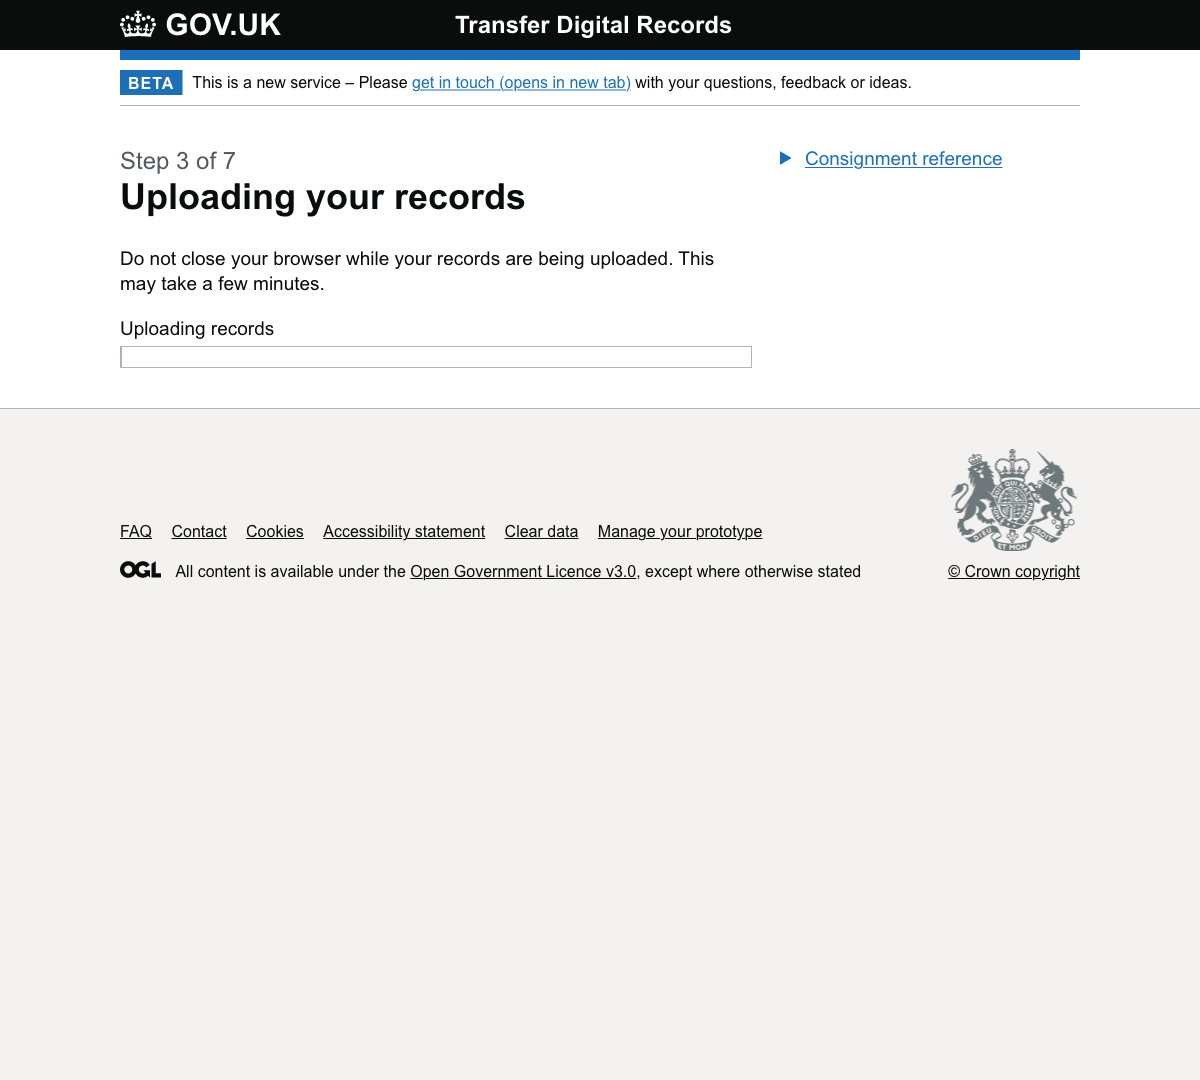 GOV.UK
Transfer Digital Records
BETA
This is a new service – Please get in touch (opens in new tab) with your questions, feedback or ideas.
Step 3 of 7
Uploading your records
Consignment reference
Do not close your browser while your records are being uploaded. This
may take a few minutes.
Uploading records
FAQ Contact Cookies Accessibility statement Clear data Manage your prototype
OGL All content is available under the Open Government Licence v3.0, except where otherwise stated
DIEU ET MON DROIT
© Crown copyright